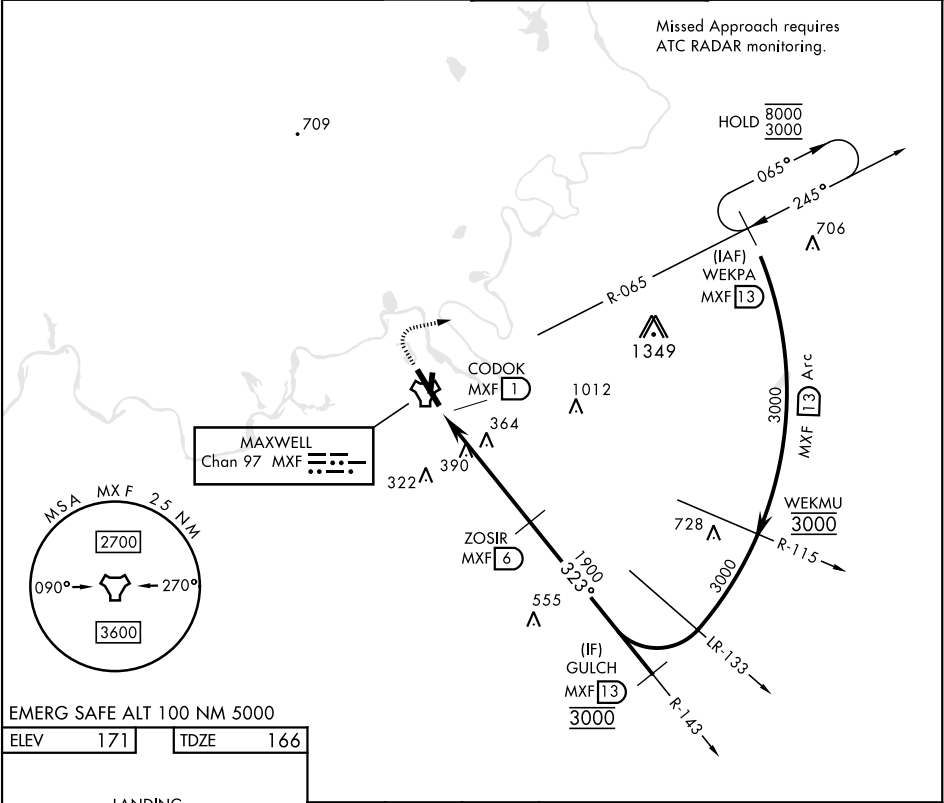 Missed Approach requires
ATC RADAR monitoring.
709
HOLD 8000
3000
065°
245°
706
(IAF)
WEKPA
MXF 13
R-065
1349
CODOK
MXF 1
1012
3000
MXF 13 Arc
364
390
322
MAXWELL
Chan 97 MXF
MSA MXF 25 NM
2700
090°
270°
3600
WEKMU
3000
728
R-115
ZOSIR
MXF 6
1900
323°
3000
555
LR-133
(IF)
GULCH
MXF 13
3000
R-143
EMERG SAFE ALT 100 NM 5000
ELEV 171
TDZE 166